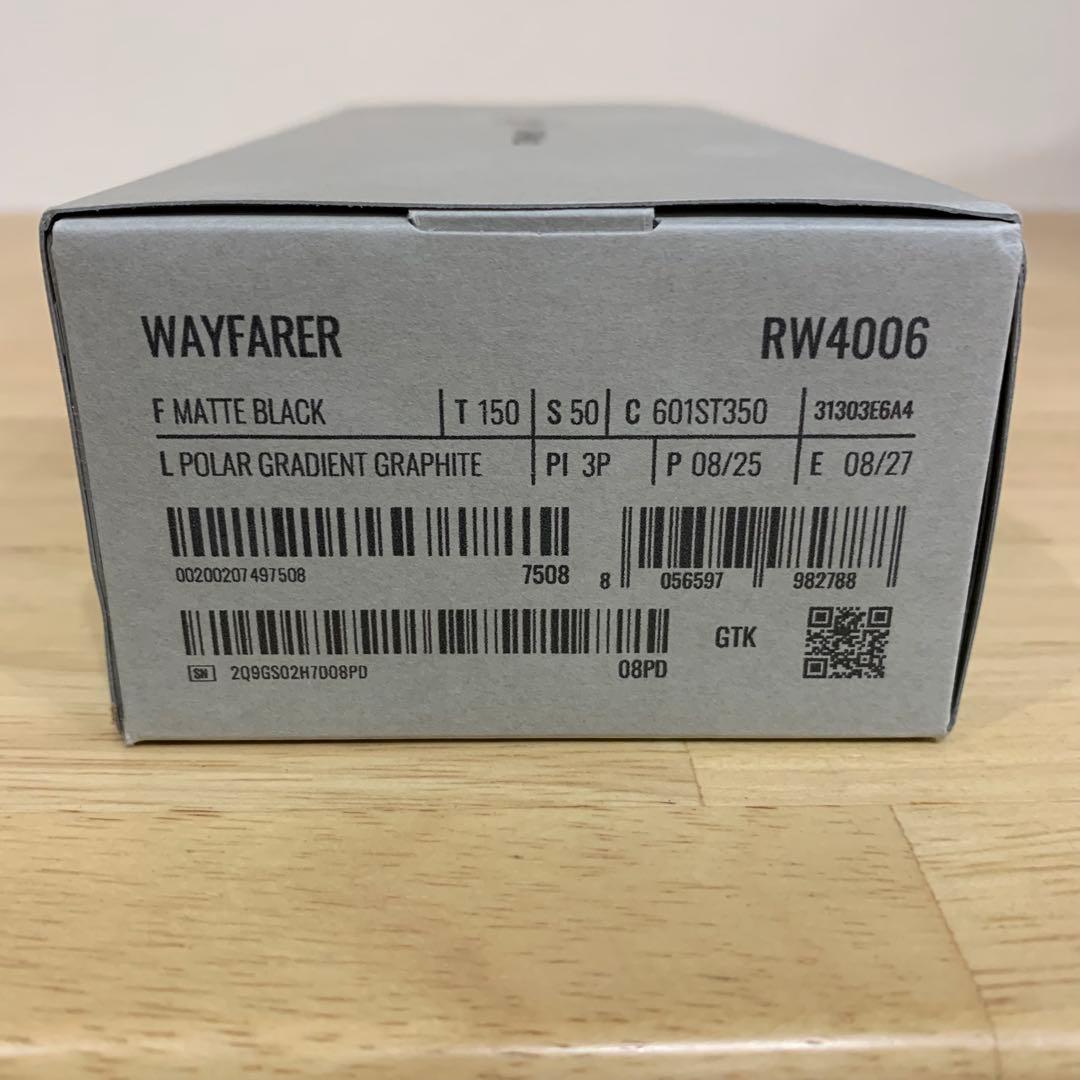 WAYFARER RW4006
F MATTE BLACK T 150 S 50 C 601ST350 31303E6A4
L POLAR GRADIENT GRAPHITE PI 3P P 08/25 E 08/27
00200207497508 7508 8 056597 982788
SN 2Q9GS02H7D08PD 08PD GTK